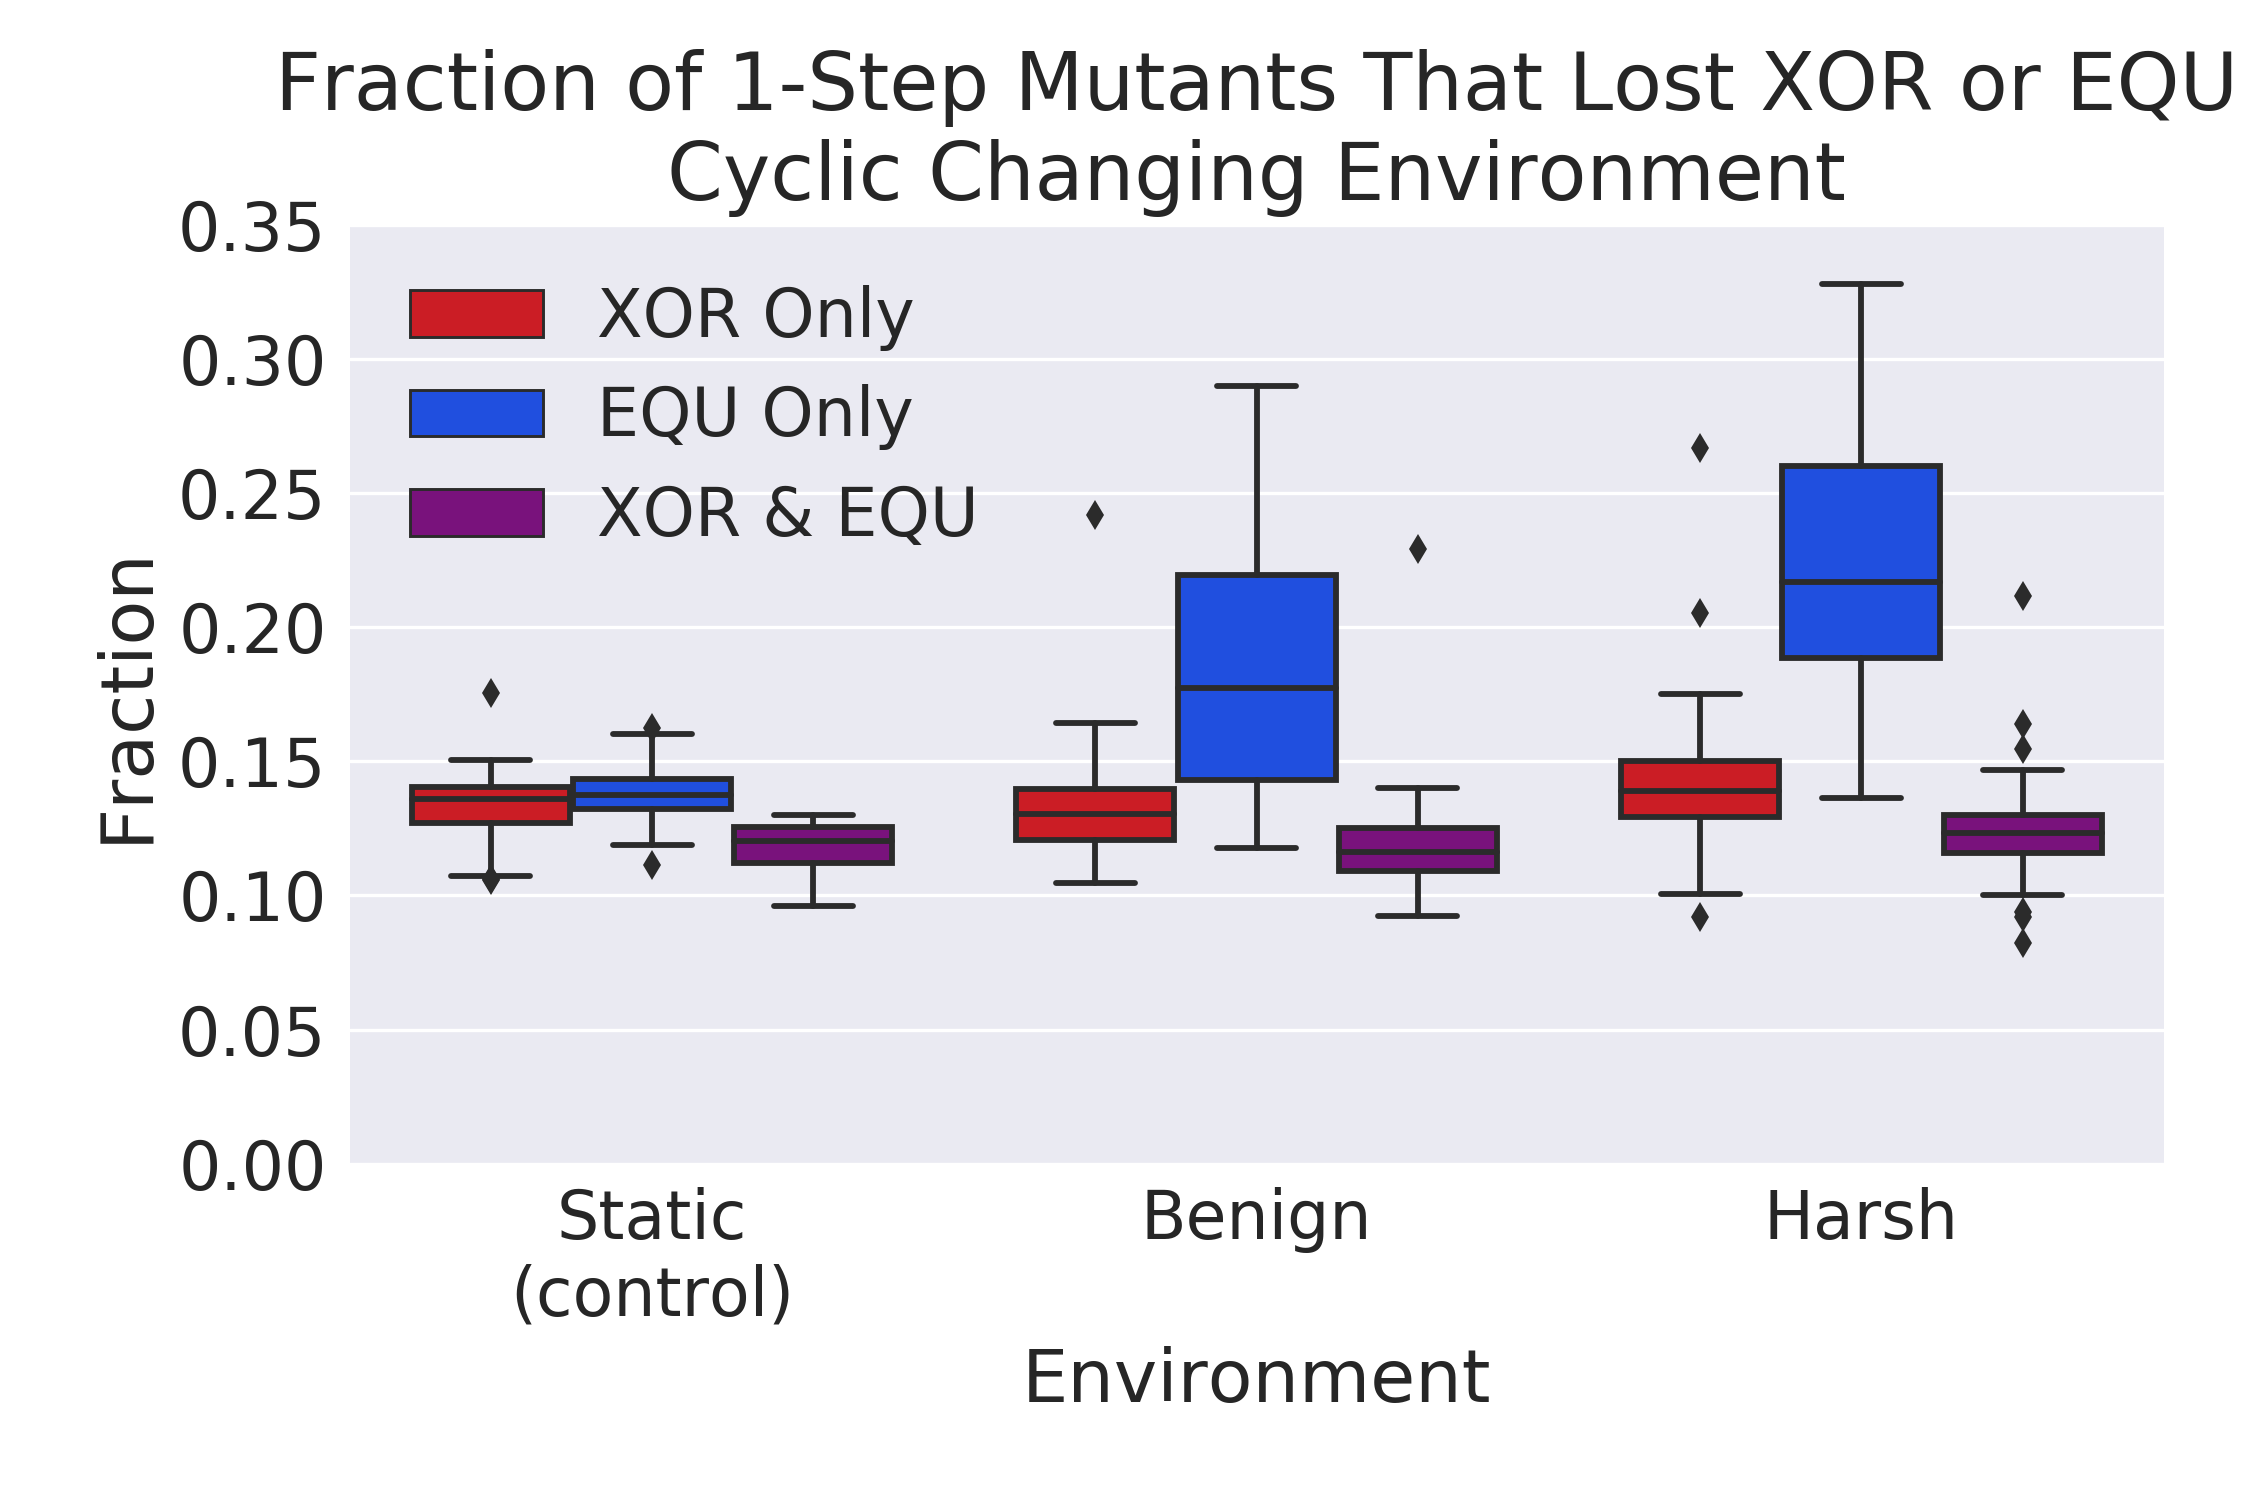 Fraction of 1-Step Mutants That Lost XOR or EQU
Cyclic Changing Environment
0.35
0.30
0.25
0.20
0.15
0.10
0.05
0.00
Fraction
XOR Only
EQU Only
XOR & EQU
Static
(control)
Benign
Harsh
Environment